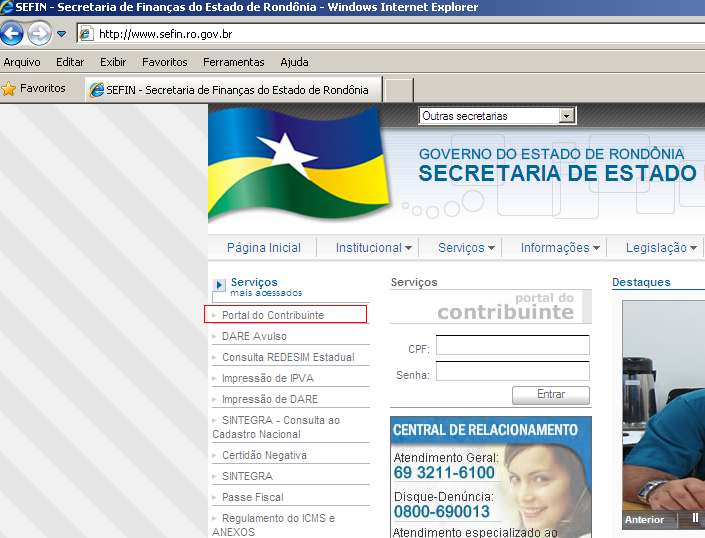 SEFIN - Secretaria de Finanças do Estado de Rondônia - Windows Internet Explorer
http://www.sefin.ro.gov.br
Arquivo Editar Exibir Favoritos Ferramentas Ajuda
Favoritos SEFIN - Secretaria de Finanças do Estado de Rondônia
Outras secretarias
GOVERNO DO ESTADO DE RONDÔNIA
SECRETARIA DE ESTADO
Página Inicial Institucional Serviços Informações Legislação
Serviços
mais acessados
Portal do Contribuinte
DARE Avulso
Consulta REDESIM Estadual
Impressão de IPVA
Impressão de DARE
SINTEGRA - Consulta ao
Cadastro Nacional
Certidão Negativa
SINTEGRA
Passe Fiscal
Regulamento do ICMS e
ANEXOS
Serviços
portal do
contribuinte
CPF:
Senha:
Entrar
CENTRAL DE RELACIONAMENTO
Atendimento Geral:
69 3211-6100
Disque-Denúncia:
0800-690013
Atendimento especializado ao
Destaques
Anterior